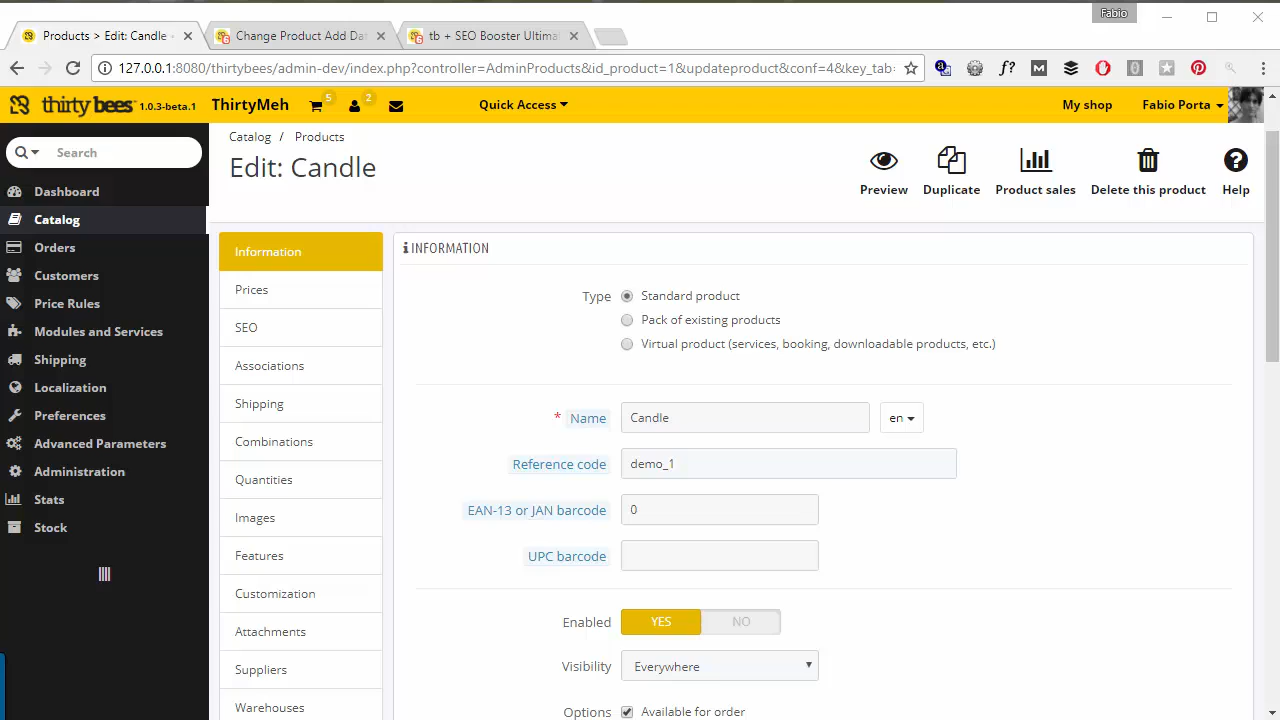 Fabio
Products > Edit: Candle
Change Product Add Dat
tb + SEO Booster Ultima
127.0.0.1:8080/thirtybees/admin-dev/index.php?controller=AdminProducts&id_product=1&updateproduct&conf=4&key_tab=
thirty bees 1.0.3-beta.1 ThirtyMeh 5 2 Quick Access My shop Fabio Porta
Search
Dashboard
Catalog
Orders
Customers
Price Rules
Modules and Services
Shipping
Localization
Preferences
Advanced Parameters
Administration
Stats
Stock
Catalog / Products
Edit: Candle
Preview
Duplicate
Product sales
Delete this product
Help
Information
Prices
SEO
Associations
Shipping
Combinations
Quantities
Images
Features
Customization
Attachments
Suppliers
Warehouses
INFORMATION
Type Standard product
Pack of existing products
Virtual product (services, booking, downloadable products, etc.)
* Name Candle en
Reference code demo_1
EAN-13 or JAN barcode 0
UPC barcode
Enabled YES NO
Visibility Everywhere
Options Available for order